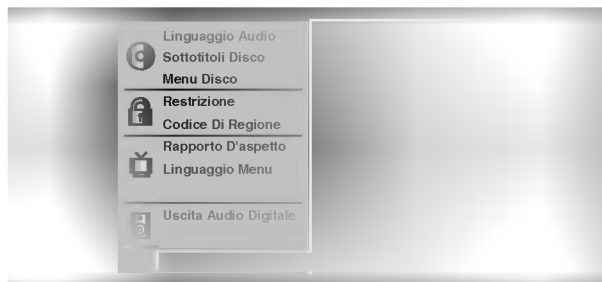 Linguaggio Audio
Sottotitoli Disco
Menu Disco
Restrizione
Codice Di Regione
Rapporto D'aspetto
Linguaggio Menu
Uscita Audio Digitale